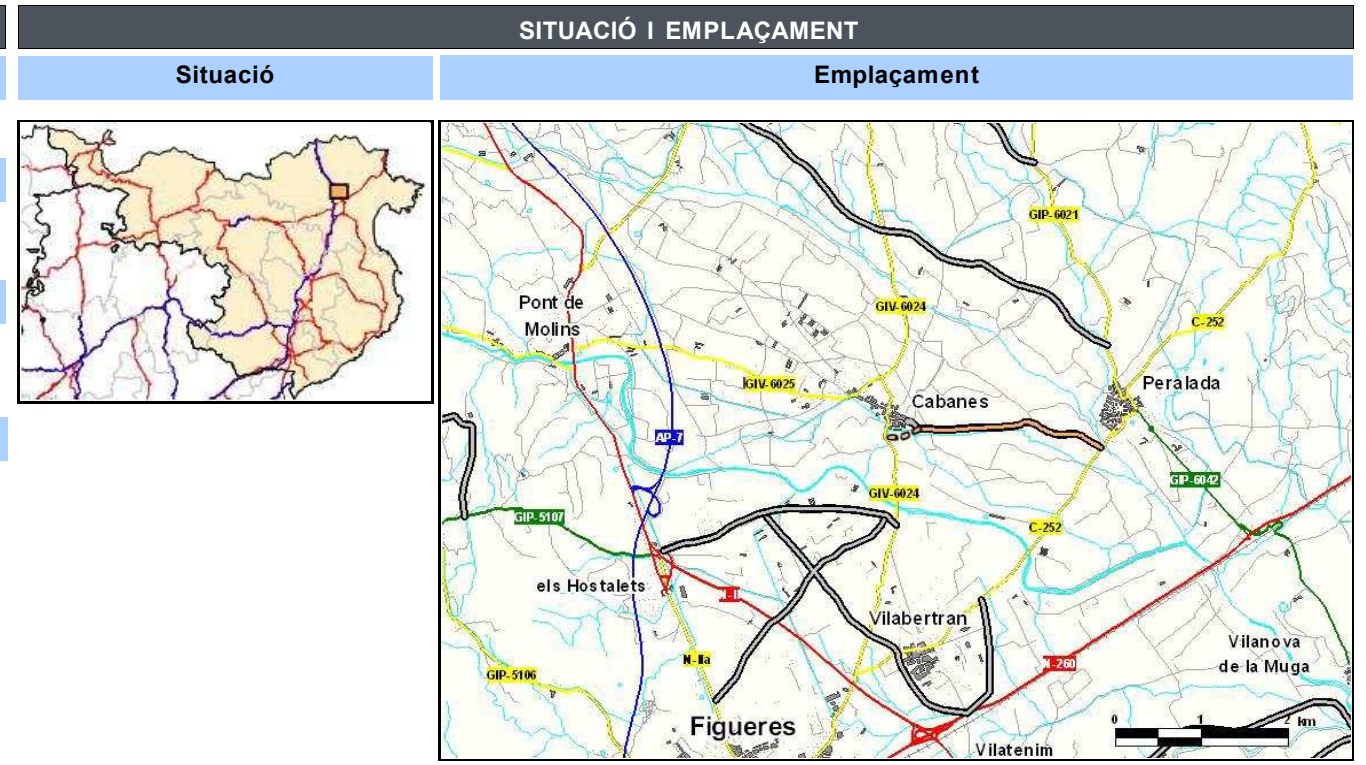 SITUACIÓ I EMPLAÇAMENT
Situació
Emplaçament
GIP-6021
Pont de
Molins
GIV-6024
C-252
GIV-6025
Peralada
Cabanes
AP-7
GIP-6042
GIV-6024
GIP-5107
C-252
els Hostalets
Vilabertran
Vilanova
de la Muga
N-IIa
N-260
GIP-5106
Figueres
0 1 2 km
Vilatenim